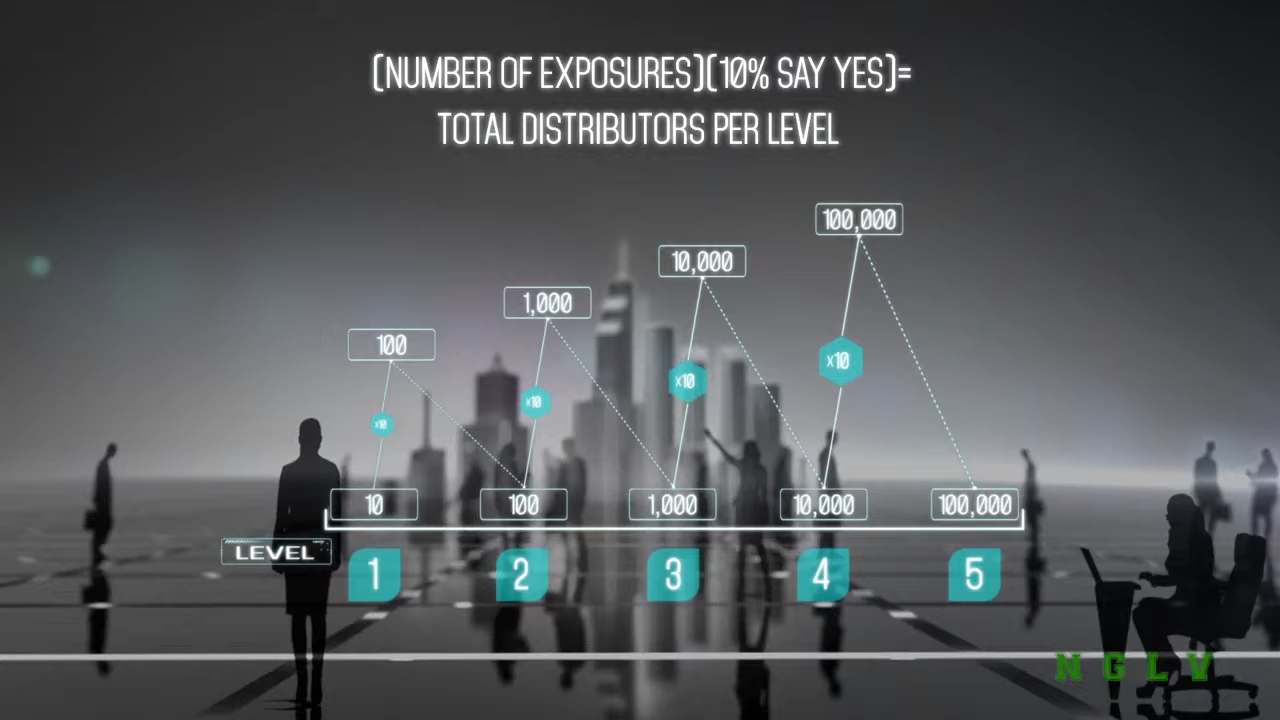 (NUMBER OF EXPOSURES)(10% SAY YES)=
TOTAL DISTRIBUTORS PER LEVEL
100,000
10,000
1,000
100
x10
x10
x10
x10
10
100
1,000
10,000
100,000
LEVEL
1
2
3
4
5
NGLV